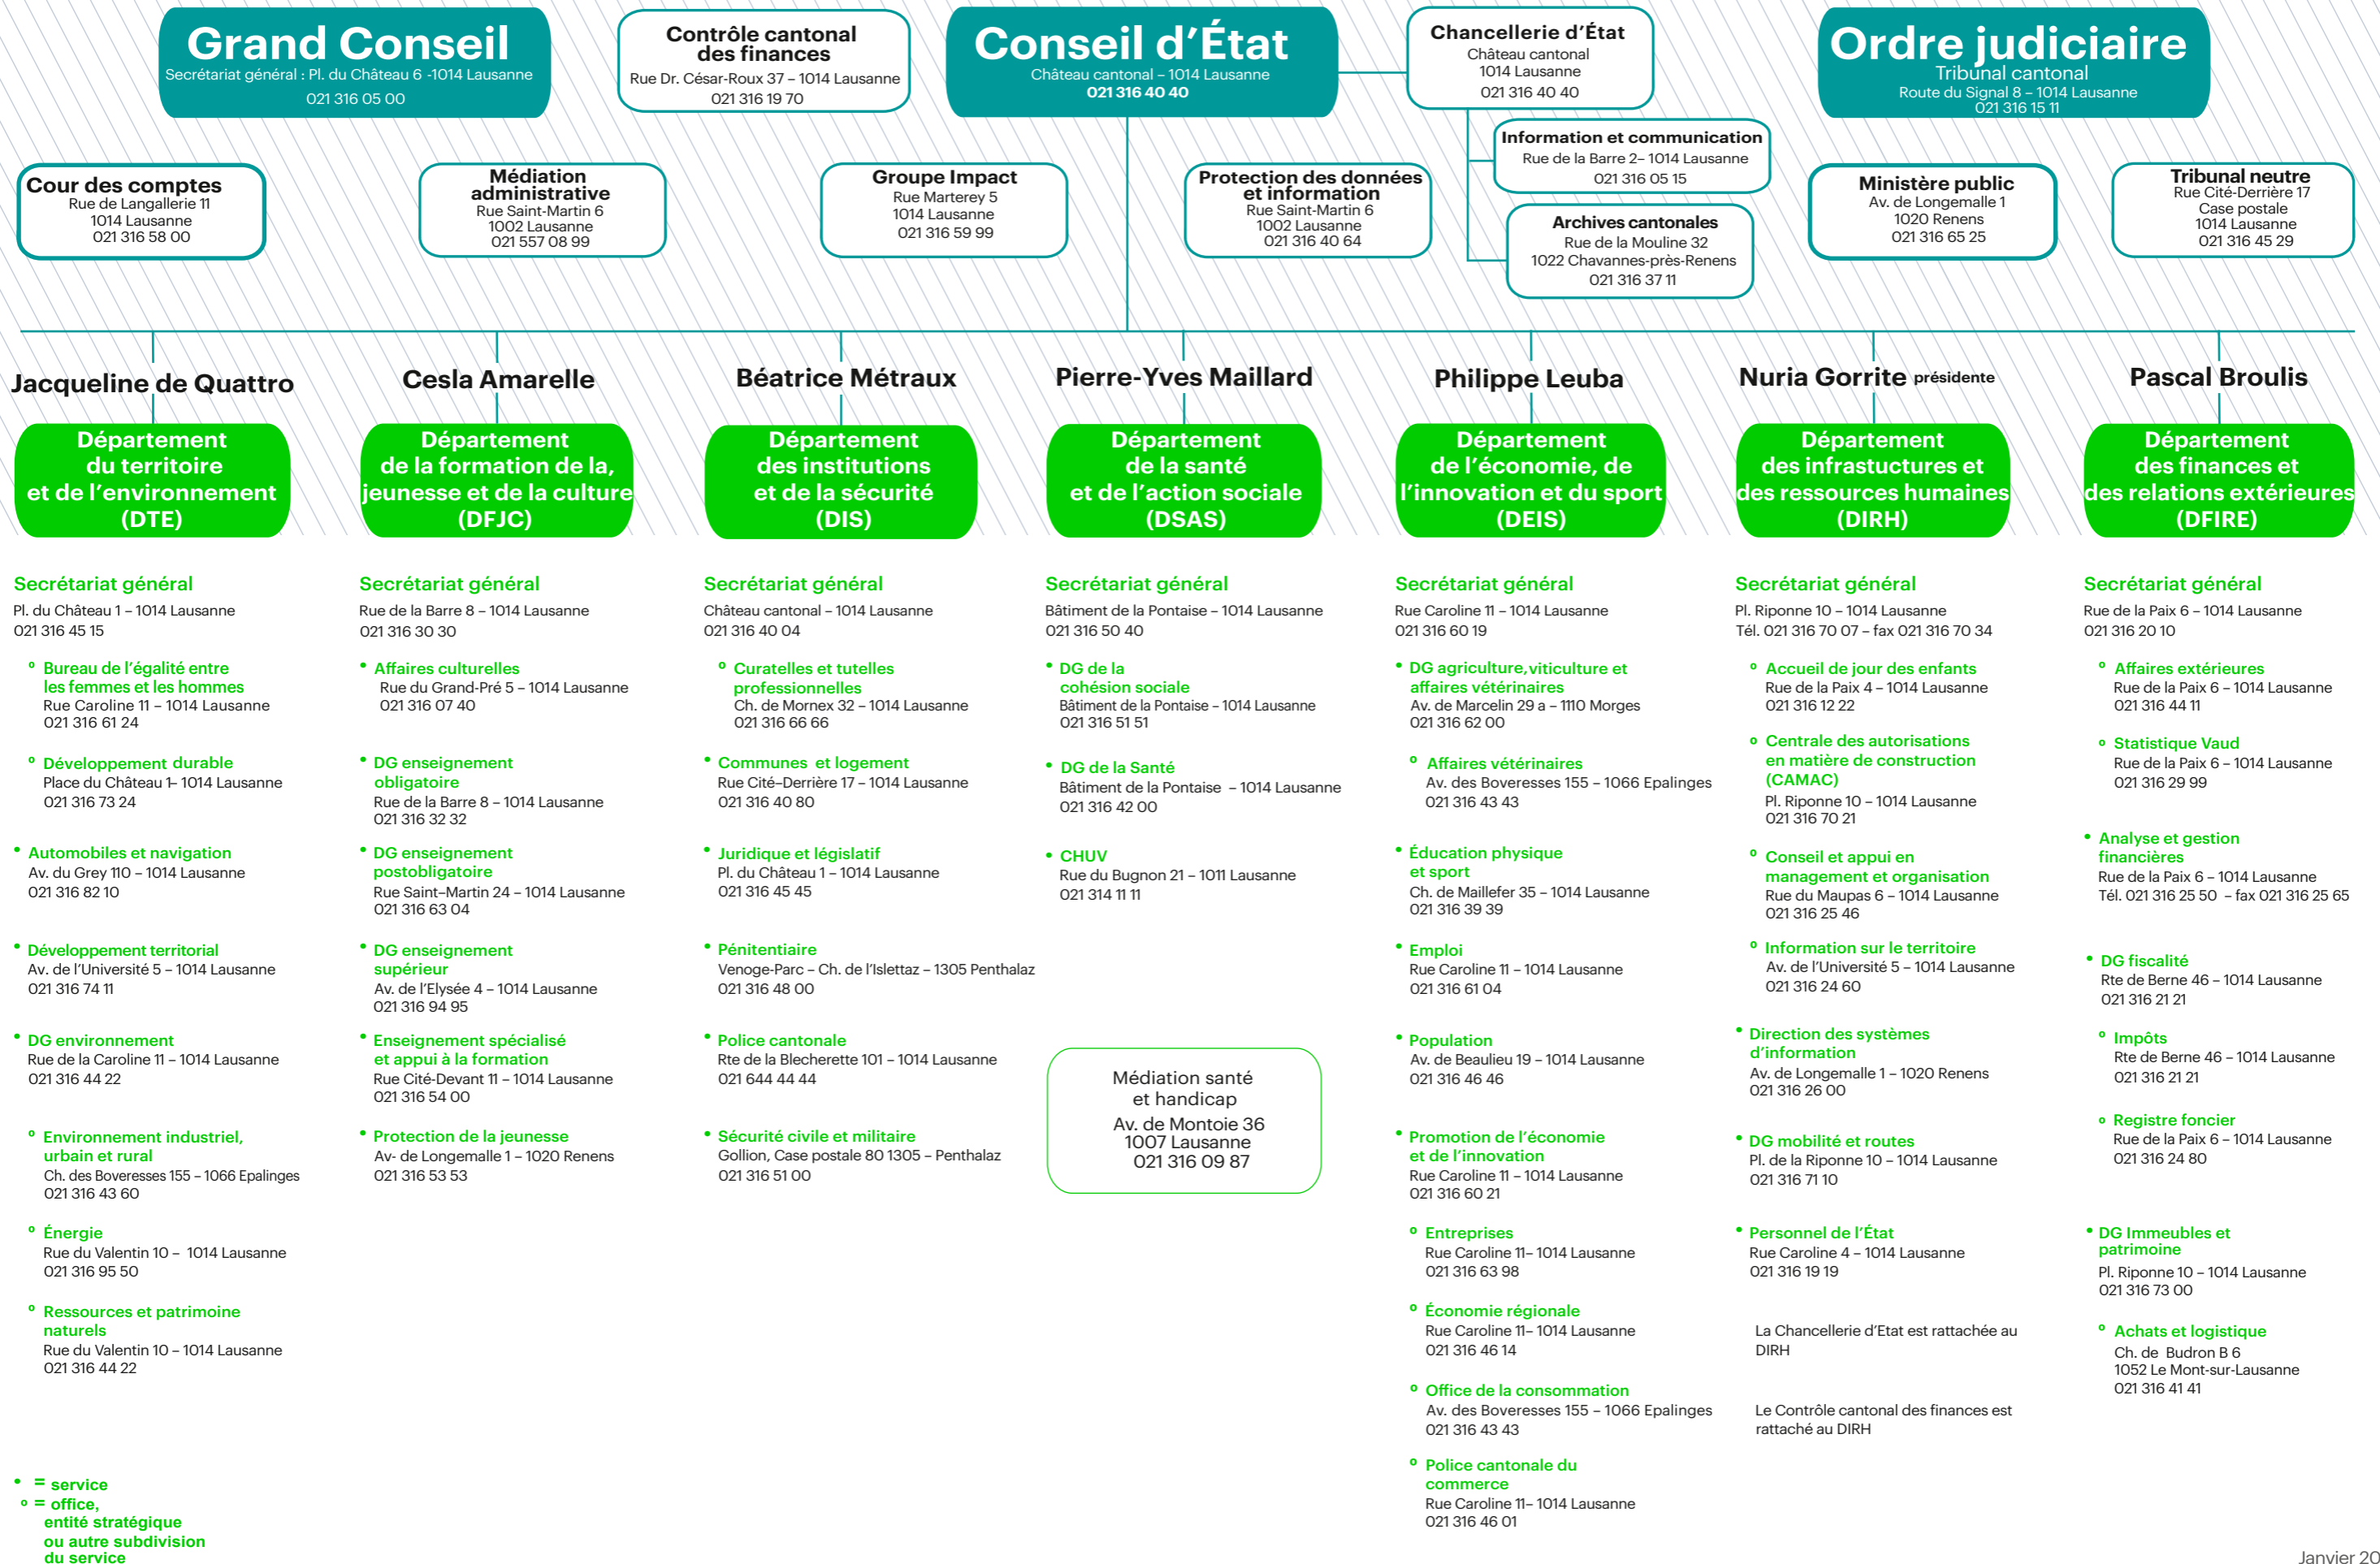 Grand Conseil
Secrétariat général : Pl. du Château 6 -1014 Lausanne
021 316 05 00
Contrôle cantonal
des finances
Rue Dr. César-Roux 37 – 1014 Lausanne
021 316 19 70
Conseil d’État
Château cantonal – 1014 Lausanne
021 316 40 40
Chancellerie d’État
Château cantonal
1014 Lausanne
021 316 40 40
Ordre judiciaire
Tribunal cantonal
Route du Signal 8 – 1014 Lausanne
021 316 15 11
Information et communication
Rue de la Barre 2– 1014 Lausanne
021 316 05 15
Archives cantonales
Rue de la Mouline 32
1022 Chavannes-près-Renens
021 316 37 11
Cour des comptes
Rue de Langallerie 11
1014 Lausanne
021 316 58 00
Médiation
administrative
Rue Saint-Martin 6
1002 Lausanne
021 557 08 99
Groupe Impact
Rue Marterey 5
1014 Lausanne
021 316 59 99
Protection des données
et information
Rue Saint-Martin 6
1002 Lausanne
021 316 40 64
Ministère public
Av. de Longemalle 1
1020 Renens
021 316 65 25
Tribunal neutre
Rue Cité-Derrière 17
Case postale
1014 Lausanne
021 316 45 29
Jacqueline de Quattro
Département
du territoire
et de l’environnement
(DTE)
Secrétariat général
Pl. du Château 1 – 1014 Lausanne
021 316 45 15
º Bureau de l’égalité entre
les femmes et les hommes
Rue Caroline 11 – 1014 Lausanne
021 316 61 24
º Développement durable
Place du Château 1– 1014 Lausanne
021 316 73 24
• Automobiles et navigation
Av. du Grey 110 – 1014 Lausanne
021 316 82 10
• Développement territorial
Av. de l’Université 5 – 1014 Lausanne
021 316 74 11
• DG environnement
Rue de la Caroline 11 – 1014 Lausanne
021 316 44 22
º Environnement industriel,
urbain et rural
Ch. des Boveresses 155 – 1066 Epalinges
021 316 43 60
º Énergie
Rue du Valentin 10 – 1014 Lausanne
021 316 95 50
º Ressources et patrimoine
naturels
Rue du Valentin 10 – 1014 Lausanne
021 316 44 22
• = service
º = office,
entité stratégique
ou autre subdivision
du service
Cesla Amarelle
Département
de la formation de la,
jeunesse et de la culture
(DFJC)
Secrétariat général
Rue de la Barre 8 – 1014 Lausanne
021 316 30 30
• Affaires culturelles
Rue du Grand-Pré 5 – 1014 Lausanne
021 316 07 40
• DG enseignement
obligatoire
Rue de la Barre 8 – 1014 Lausanne
021 316 32 32
• DG enseignement
postobligatoire
Rue Saint–Martin 24 – 1014 Lausanne
021 316 63 04
• DG enseignement
supérieur
Av. de l’Elysée 4 – 1014 Lausanne
021 316 94 95
• Enseignement spécialisé
et appui à la formation
Rue Cité-Devant 11 – 1014 Lausanne
021 316 54 00
• Protection de la jeunesse
Av- de Longemalle 1 – 1020 Renens
021 316 53 53
Béatrice Métraux
Département
des institutions
et de la sécurité
(DIS)
Secrétariat général
Château cantonal – 1014 Lausanne
021 316 40 04
º Curatelles et tutelles
professionnelles
Ch. de Mornex 32 – 1014 Lausanne
021 316 66 66
• Communes et logement
Rue Cité–Derrière 17 – 1014 Lausanne
021 316 40 80
• Juridique et législatif
Pl. du Château 1 – 1014 Lausanne
021 316 45 45
• Pénitentiaire
Venoge-Parc – Ch. de l’Islettaz – 1305 Penthalaz
021 316 48 00
• Police cantonale
Rte de la Blecherette 101 – 1014 Lausanne
021 644 44 44
• Sécurité civile et militaire
Gollion, Case postale 80 1305 – Penthalaz
021 316 51 00
Pierre-Yves Maillard
Département
de la santé
et de l’action sociale
(DSAS)
Secrétariat général
Bâtiment de la Pontaise – 1014 Lausanne
021 316 50 40
• DG de la
cohésion sociale
Bâtiment de la Pontaise – 1014 Lausanne
021 316 51 51
• DG de la Santé
Bâtiment de la Pontaise – 1014 Lausanne
021 316 42 00
• CHUV
Rue du Bugnon 21 – 1011 Lausanne
021 314 11 11
Médiation santé
et handicap
Av. de Montoie 36
1007 Lausanne
021 316 09 87
Philippe Leuba
Département
de l’économie, de
l’innovation et du sport
(DEIS)
Secrétariat général
Rue Caroline 11 – 1014 Lausanne
021 316 60 19
• DG agriculture,viticulture et
affaires vétérinaires
Av. de Marcelin 29 a – 1110 Morges
021 316 62 00
º Affaires vétérinaires
Av. des Boveresses 155 – 1066 Epalinges
021 316 43 43
• Éducation physique
et sport
Ch. de Maillefer 35 – 1014 Lausanne
021 316 39 39
• Emploi
Rue Caroline 11 – 1014 Lausanne
021 316 61 04
• Population
Av. de Beaulieu 19 – 1014 Lausanne
021 316 46 46
• Promotion de l’économie
et de l’innovation
Rue Caroline 11 – 1014 Lausanne
021 316 60 21
º Entreprises
Rue Caroline 11– 1014 Lausanne
021 316 63 98
º Économie régionale
Rue Caroline 11– 1014 Lausanne
021 316 46 14
º Office de la consommation
Av. des Boveresses 155 – 1066 Epalinges
021 316 43 43
º Police cantonale du
commerce
Rue Caroline 11– 1014 Lausanne
021 316 46 01
Nuria Gorrite présidente
Département
des infrastuctures et
des ressources humaines
(DIRH)
Secrétariat général
Pl. Riponne 10 – 1014 Lausanne
Tél. 021 316 70 07 – fax 021 316 70 34
º Accueil de jour des enfants
Rue de la Paix 4 – 1014 Lausanne
021 316 12 22
º Centrale des autorisations
en matière de construction
(CAMAC)
Pl. Riponne 10 – 1014 Lausanne
021 316 70 21
º Conseil et appui en
management et organisation
Rue du Maupas 6 – 1014 Lausanne
021 316 25 46
º Information sur le territoire
Av. de l’Université 5 – 1014 Lausanne
021 316 24 60
• Direction des systèmes
d’information
Av. de Longemalle 1 – 1020 Renens
021 316 26 00
• DG mobilité et routes
Pl. de la Riponne 10 – 1014 Lausanne
021 316 71 10
• Personnel de l’État
Rue Caroline 4 – 1014 Lausanne
021 316 19 19
La Chancellerie d’Etat est rattachée au
DIRH
Le Contrôle cantonal des finances est
rattaché au DIRH
Pascal Broulis
Département
des finances et
des relations extérieures
(DFIRE)
Secrétariat général
Rue de la Paix 6 – 1014 Lausanne
021 316 20 10
º Affaires extérieures
Rue de la Paix 6 – 1014 Lausanne
021 316 44 11
º Statistique Vaud
Rue de la Paix 6 – 1014 Lausanne
021 316 29 99
• Analyse et gestion
financières
Rue de la Paix 6 – 1014 Lausanne
Tél. 021 316 25 50 – fax 021 316 25 65
• DG fiscalité
Rte de Berne 46 – 1014 Lausanne
021 316 21 21
º Impôts
Rte de Berne 46 – 1014 Lausanne
021 316 21 21
º Registre foncier
Rue de la Paix 6 – 1014 Lausanne
021 316 24 80
• DG Immeubles et
patrimoine
Pl. Riponne 10 – 1014 Lausanne
021 316 73 00
º Achats et logistique
Ch. de Budron B 6
1052 Le Mont-sur-Lausanne
021 316 41 41
Janvier 20